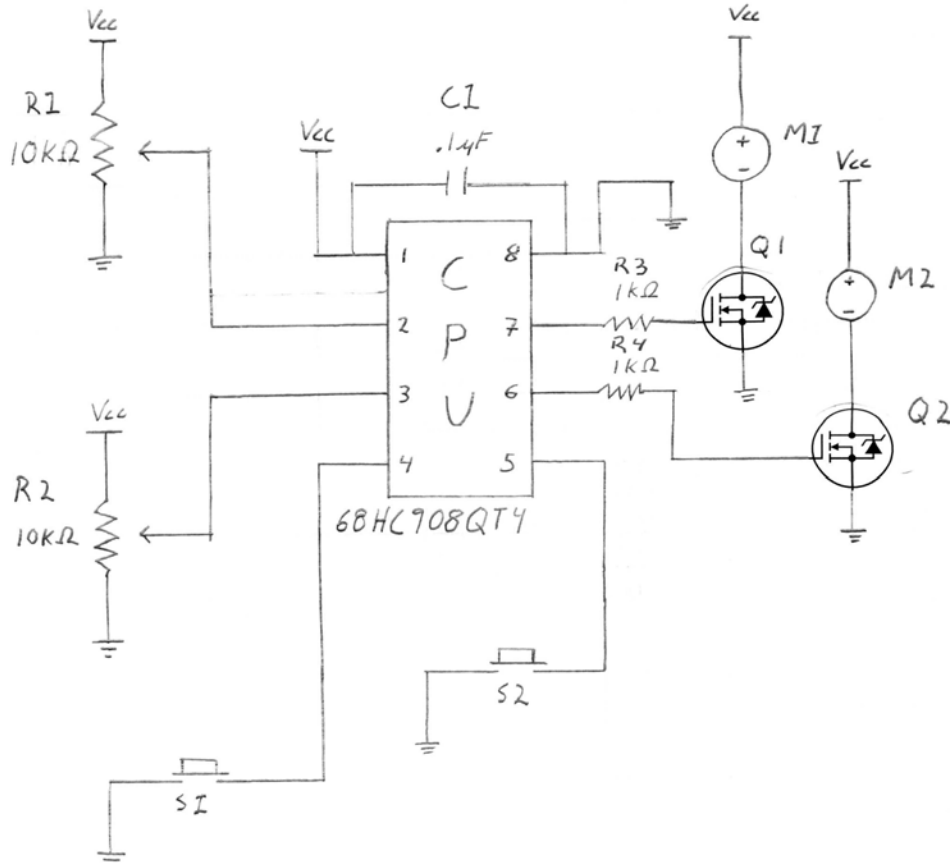 Vcc
R1
10KΩ
Vcc
C1
.1µF
Vcc
M1
+
-
Vcc
M2
+
-
Q1
Q2
1
2
3
4
C
P
U
8
7
6
5
R3
1KΩ
R4
1KΩ
68HC908QT4
Vcc
R2
10KΩ
S2
S1